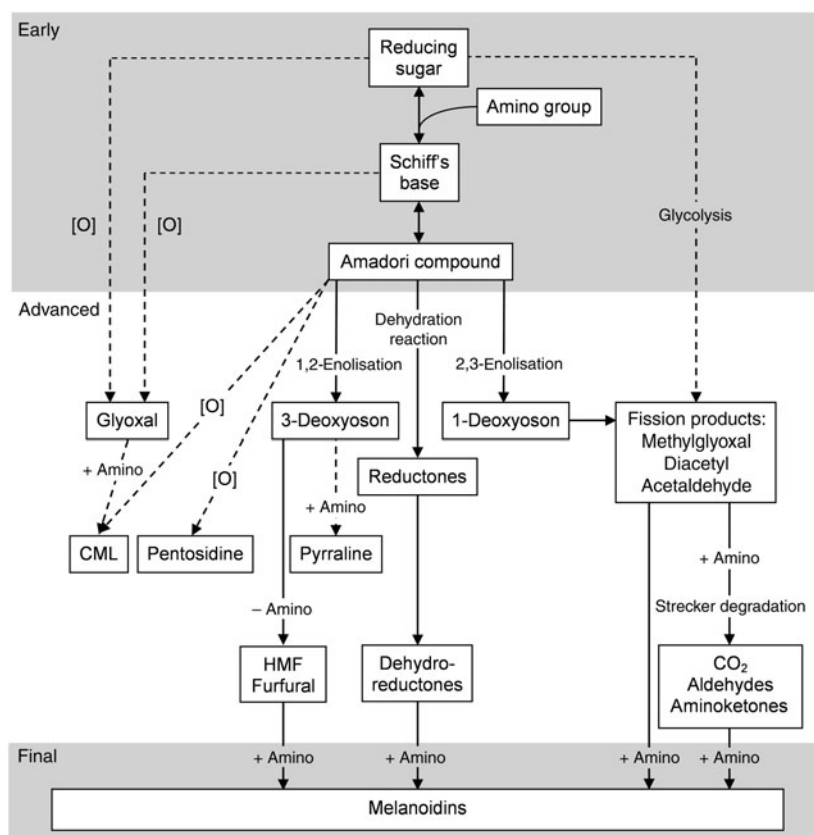 Early
Reducing
sugar
Amino group
Schiff's
base
[O]
[O]
Glycolysis
Amadori compound
Advanced
Dehydration
reaction
1,2-Enolisation
2,3-Enolisation
Glyoxal
[O]
3-Deoxyoson
1-Deoxyoson
Fission products:
Methylglyoxal
Diacetyl
Acetaldehyde
+ Amino
[O]
Reductones
+ Amino
CML
Pentosidine
Pyrraline
+ Amino
– Amino
Strecker degradation
HMF
Furfural
Dehydro-
reductones
CO₂
Aldehydes
Aminoketones
Final
+ Amino
+ Amino
+ Amino
+ Amino
Melanoidins